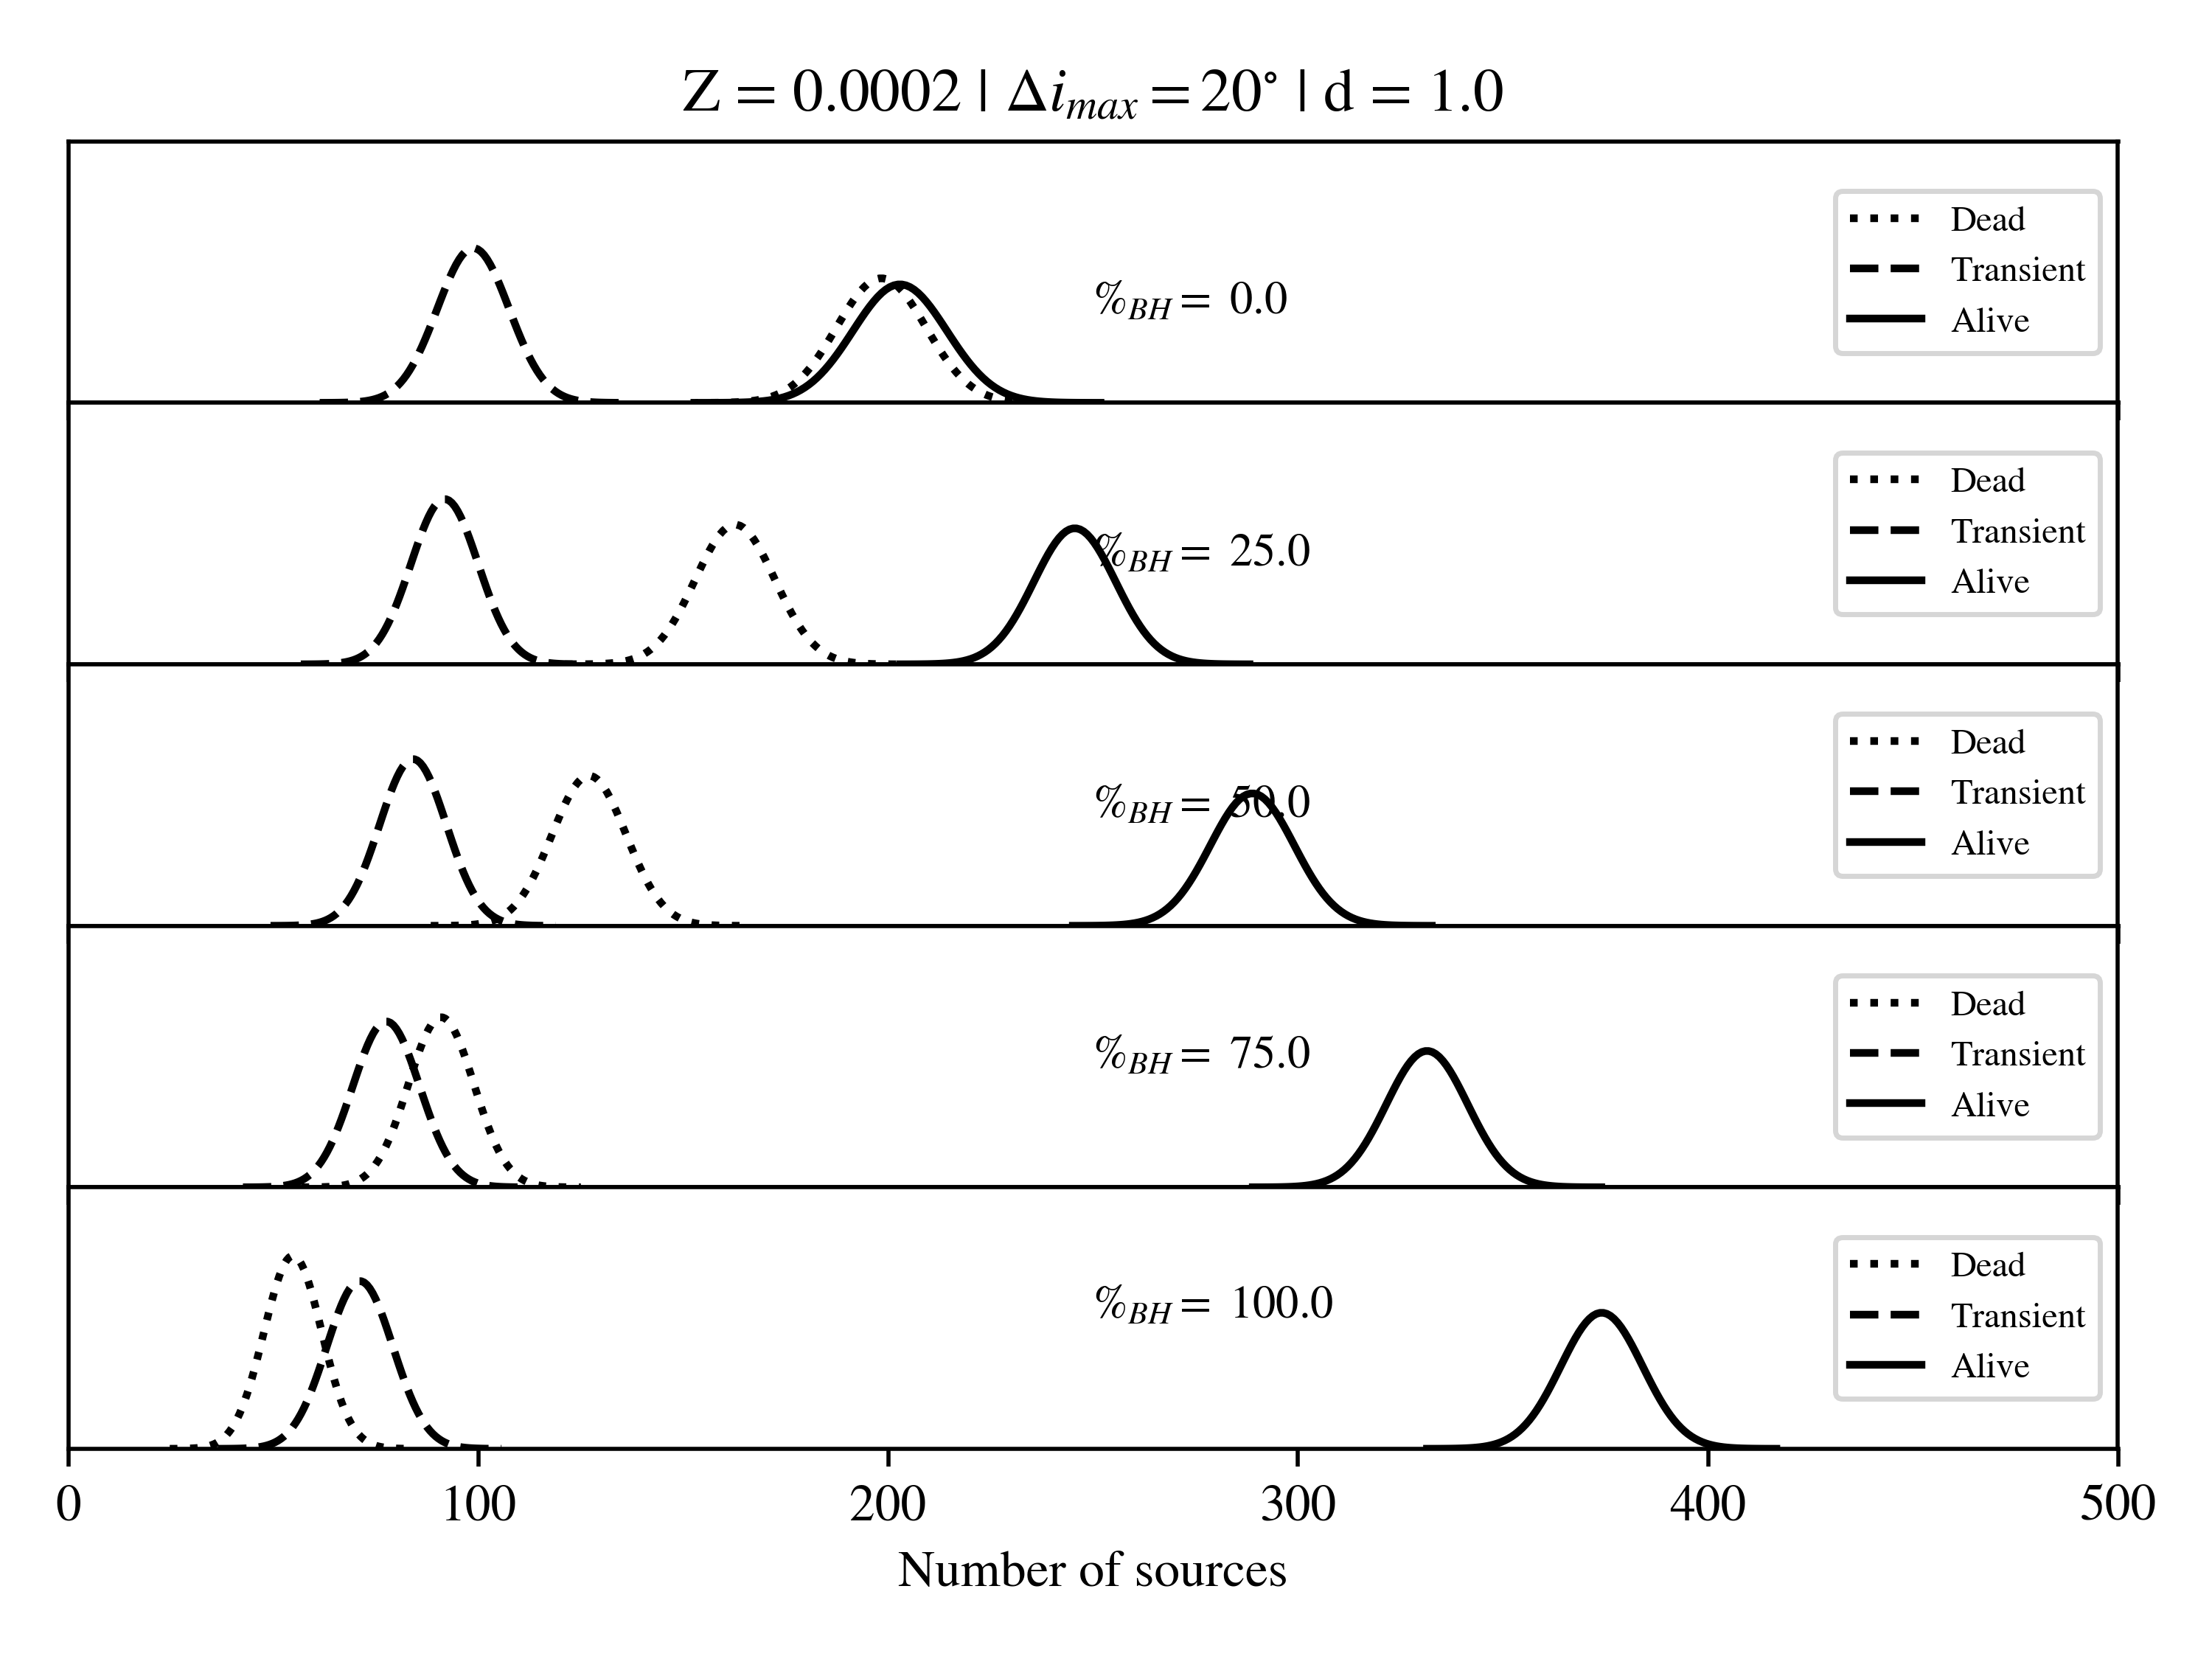 Z = 0.0002 | Δi_max = 20° | d = 1.0
%_BH = 0.0
Dead
Transient
Alive
%_BH = 25.0
Dead
Transient
Alive
%_BH = 50.0
Dead
Transient
Alive
%_BH = 75.0
Dead
Transient
Alive
%_BH = 100.0
Dead
Transient
Alive
0 100 200 300 400 500
Number of sources